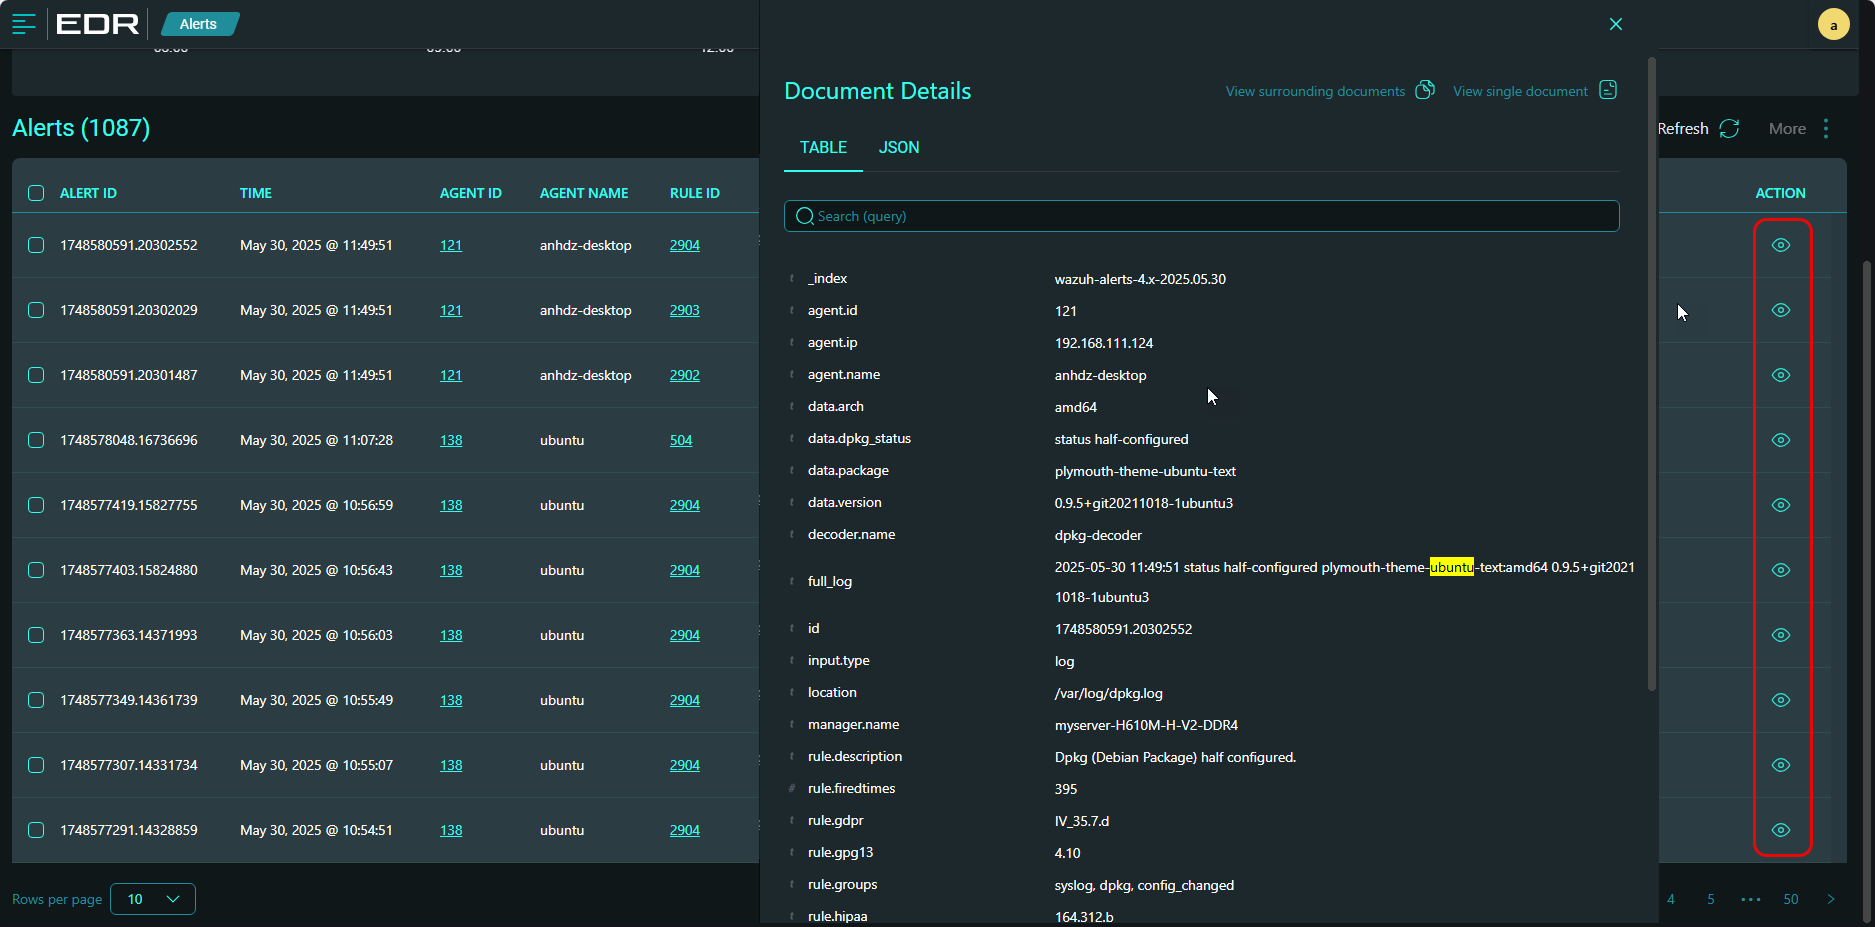 EDR
Alerts
a
Alerts (1087)
Refresh
More
ALERT ID TIME AGENT ID AGENT NAME RULE ID
ACTION
1748580591.20302552 May 30, 2025 @ 11:49:51 121 anhdz-desktop 2904
1748580591.20302029 May 30, 2025 @ 11:49:51 121 anhdz-desktop 2903
1748580591.20301487 May 30, 2025 @ 11:49:51 121 anhdz-desktop 2902
1748578048.16736696 May 30, 2025 @ 11:07:28 138 ubuntu 504
1748577419.15827755 May 30, 2025 @ 10:56:59 138 ubuntu 2904
1748577403.15824880 May 30, 2025 @ 10:56:43 138 ubuntu 2904
1748577363.14371993 May 30, 2025 @ 10:56:03 138 ubuntu 2904
1748577349.14361739 May 30, 2025 @ 10:55:49 138 ubuntu 2904
1748577307.14331734 May 30, 2025 @ 10:55:07 138 ubuntu 2904
1748577291.14328859 May 30, 2025 @ 10:54:51 138 ubuntu 2904
Rows per page 10
4 5 ••• 50 >
Document Details
View surrounding documents
View single document
TABLE JSON
Search (query)
t _index wazuh-alerts-4.x-2025.05.30
t agent.id 121
t agent.ip 192.168.111.124
t agent.name anhdz-desktop
t data.arch amd64
t data.dpkg_status status half-configured
t data.package plymouth-theme-ubuntu-text
t data.version 0.9.5+git20211018-1ubuntu3
t decoder.name dpkg-decoder
t full_log 2025-05-30 11:49:51 status half-configured plymouth-theme-ubuntu-text:amd64 0.9.5+git2021
1018-1ubuntu3
t id 1748580591.20302552
t input.type log
t location /var/log/dpkg.log
t manager.name myserver-H610M-H-V2-DDR4
t rule.description Dpkg (Debian Package) half configured.
# rule.firedtimes 395
t rule.gdpr IV_35.7.d
t rule.gpg13 4.10
t rule.groups syslog, dpkg, config_changed
t rule.hipaa 164.312.b